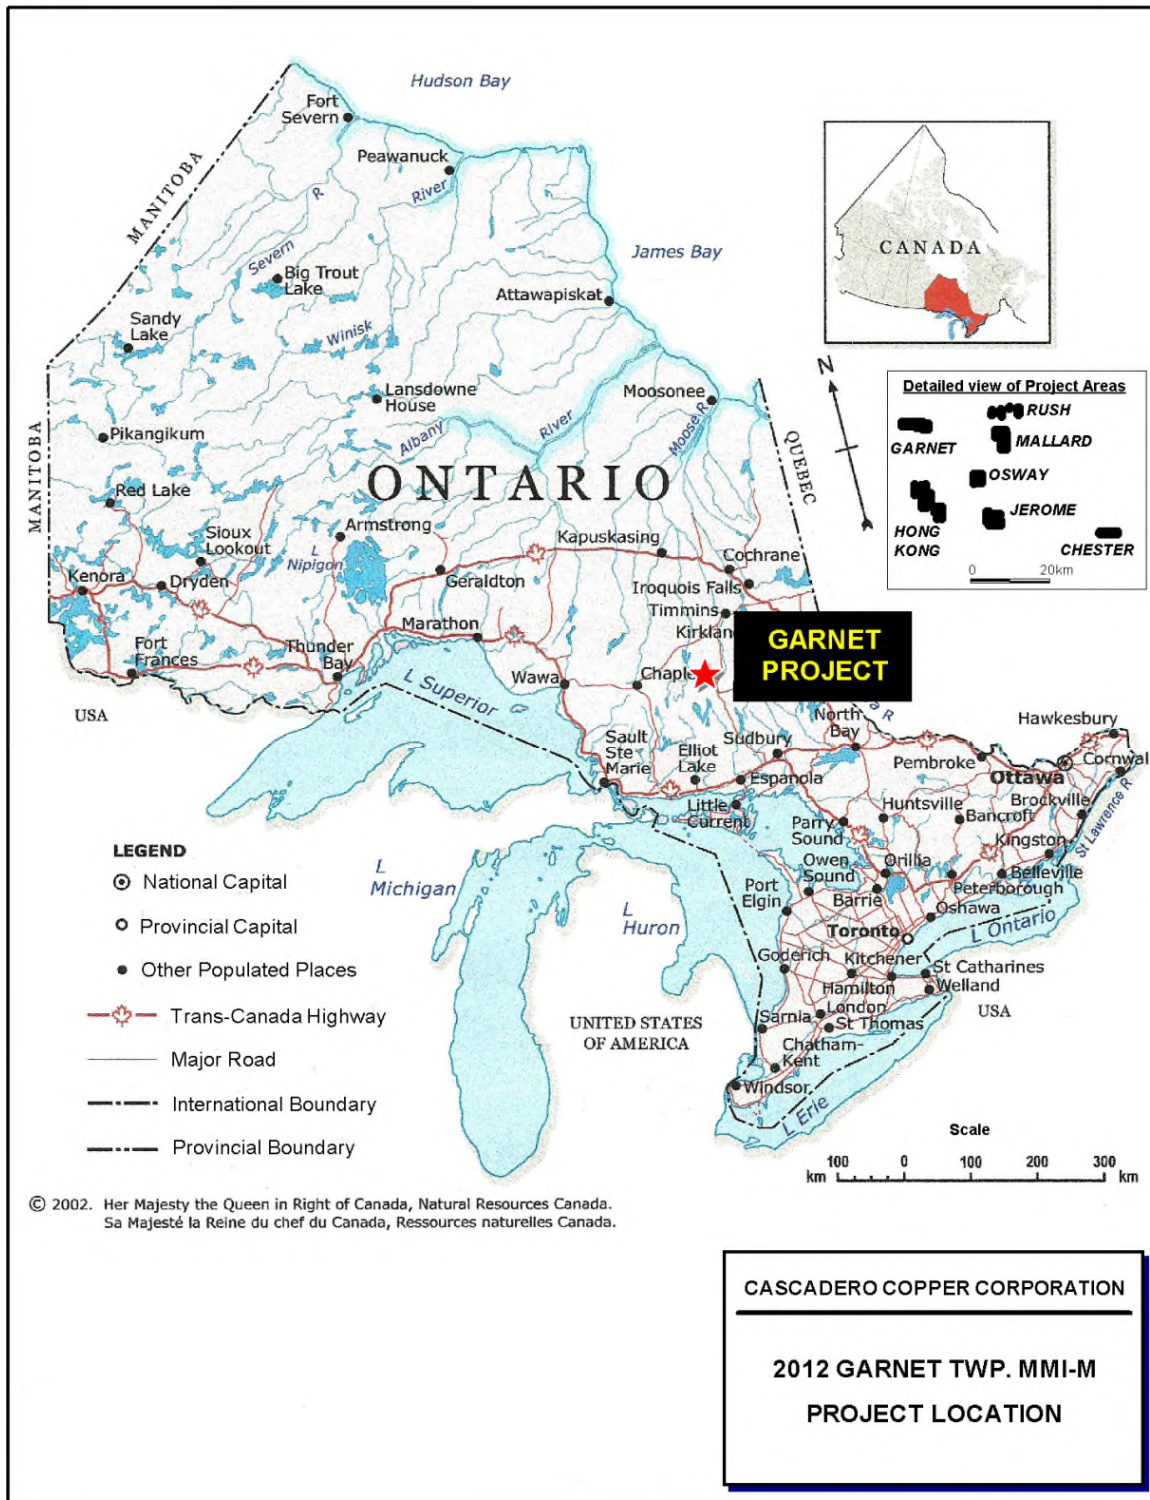 Hudson Bay
Fort
Severn
Peawanuck
River
MANITOBA
R
Severn
Big Trout
Lake
James Bay
Attawapiskat
Sandy
Lake
Winisk
CANADA
N
Lansdowne
House
Moosonee
Albany
River
Moose R
Pikangikum
QUEBEC
MANITOBA
ONTARIO
Detailed view of Project Areas
RUSH
GARNET
MALLARD
OSWAY
JEROME
HONG
KONG
CHESTER
0 20km
Red Lake
Sioux
Lookout
Armstrong
L
Nipigon
Kapuskasing
Cochrane
Kenora
Dryden
Geraldton
Iroquois Falls
Timmins
Kirkland
Marathon
Fort
Frances
Thunder
Bay
GARNET
PROJECT
Wawa
L Superior
USA
a R
North
Bay
Hawkesbury
Sault
Ste
Marie
Elliot
Lake
Sudbury
Pembroke
Ottawa
Cornwal
Espanola
Little
Current
Huntsville
Brockville
Bancroft
Parry
Sound
Kingston
St Lawrence R
LEGEND
National Capital
Provincial Capital
Other Populated Places
Trans-Canada Highway
Major Road
International Boundary
Provincial Boundary
L
Michigan
L
Huron
Owen
Sound
Orillia
Port
Elgin
Barrie
Peterborough
Belleville
Oshawa
Toronto
L Ontario
Goderich
Kitchener
St Catharines
Hamilton
Welland
London
USA
Sarnia
St Thomas
UNITED STATES
OF AMERICA
Chatham-
Kent
Windsor
L Erie
Scale
100 0 100 200 300
km km
© 2002. Her Majesty the Queen in Right of Canada, Natural Resources Canada.
Sa Majesté la Reine du chef du Canada, Ressources naturelles Canada.
CASCADERO COPPER CORPORATION
2012 GARNET TWP. MMI-M
PROJECT LOCATION